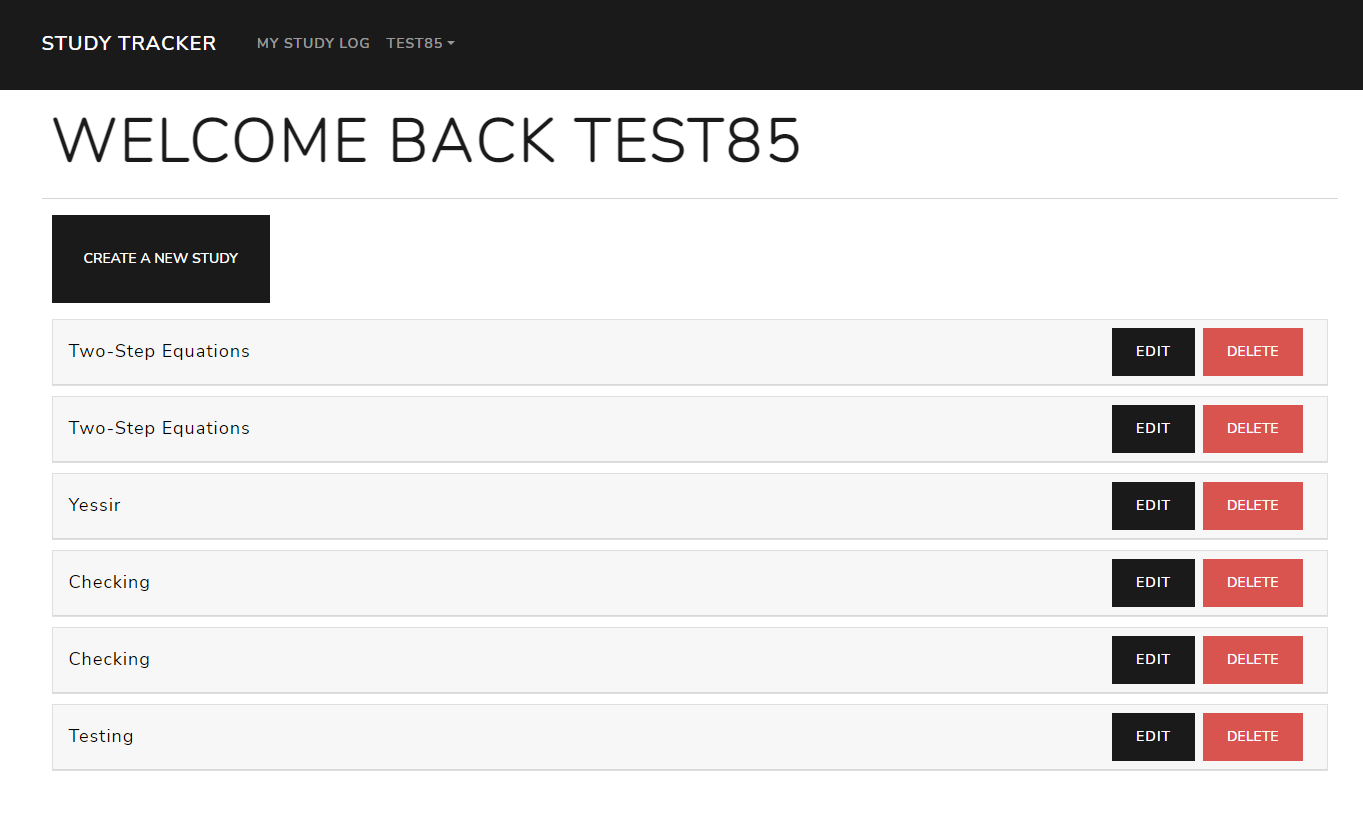 STUDY TRACKER MY STUDY LOG TEST85
WELCOME BACK TEST85
CREATE A NEW STUDY
Two-Step Equations EDIT DELETE
Two-Step Equations EDIT DELETE
Yessir EDIT DELETE
Checking EDIT DELETE
Checking EDIT DELETE
Testing EDIT DELETE